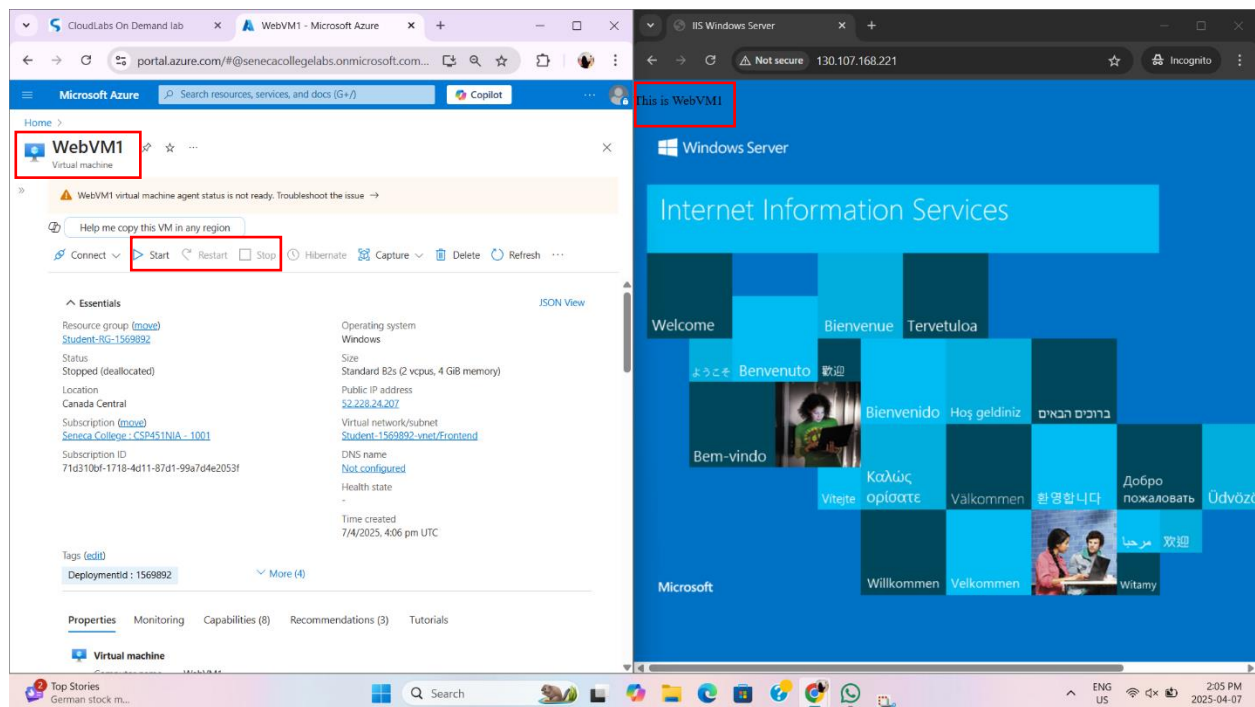 CloudLabs On Demand lab
WebVM1 - Microsoft Azure
portal.azure.com/#@senecacollegelabs.onmicrosoft.com...
Microsoft Azure
Search resources, services, and docs (G+/)
Copilot
Home >
WebVM1
Virtual machine
WebVM1 virtual machine agent status is not ready. Troubleshoot the issue →
Help me copy this VM in any region
Connect Start Restart Stop Hibernate Capture Delete Refresh ...
Essentials
JSON View
Resource group (move)
Student-RG-1569892
Status
Stopped (deallocated)
Location
Canada Central
Subscription (move)
Seneca College : CSP451NIA - 1001
Subscription ID
71d310bf-1718-4d11-87d1-99a7d4e2053f
Operating system
Windows
Size
Standard B2s (2 vcpus, 4 GiB memory)
Public IP address
52.228.24.207
Virtual network/subnet
Student-1569892-vnet/Frontend
DNS name
Not configured
Health state
-
Time created
7/4/2025, 4:06 pm UTC
Tags (edit)
DeploymentId : 1569892
More (4)
Properties Monitoring Capabilities (8) Recommendations (3) Tutorials
Virtual machine
IIS Windows Server
Not secure 130.107.168.221
Incognito
This is WebVM1
Windows Server
Internet Information Services
Welcome
Bienvenue
Tervetuloa
ようこそ
Benvenuto
歡迎
Bienvenido
Hoş geldiniz
ברוכים הבאים
Bem-vindo
Vítejte
Καλώς
ορίσατε
Välkommen
환영합니다
Добро
пожаловать
Üdvözö
مرحبا
欢迎
Microsoft
Willkommen
Velkommen
Witamy
2
Top Stories
German stock m...
Search
ENG
US
2:05 PM
2025-04-07